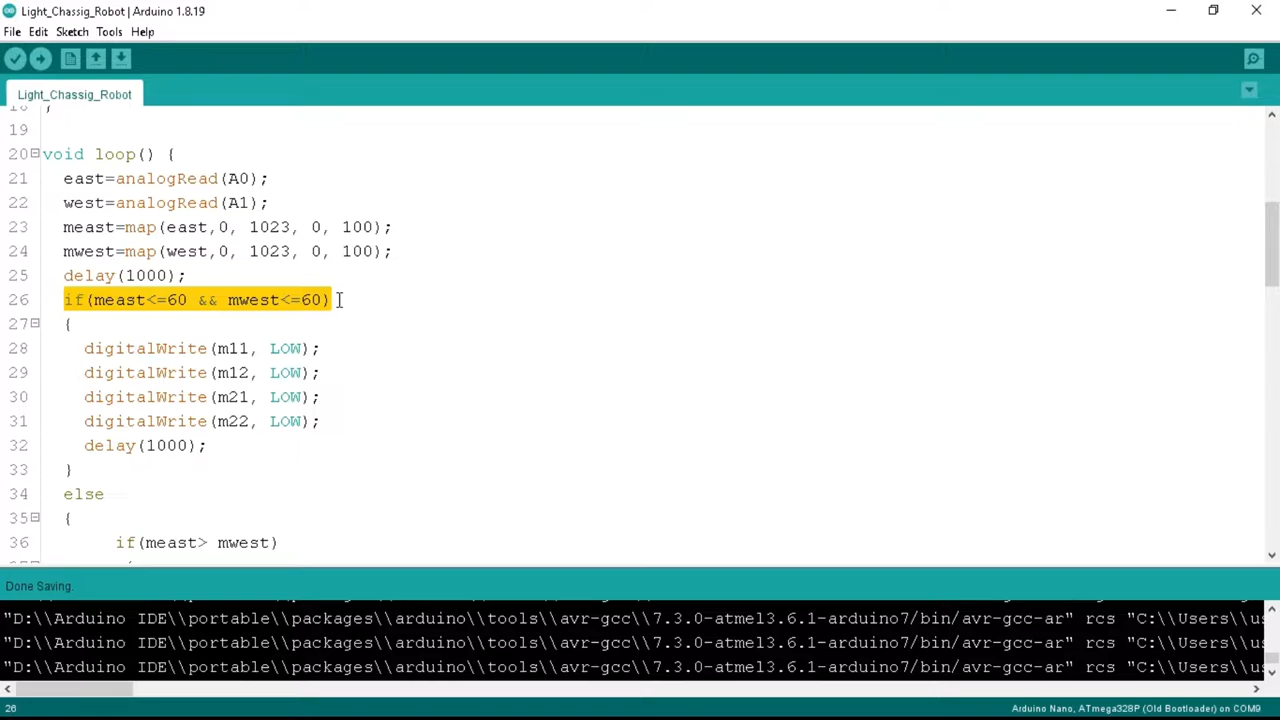 Light_Chassig_Robot | Arduino 1.8.19
File Edit Sketch Tools Help
Light_Chassig_Robot
19
20 void loop() {
21 east=analogRead(A0);
22 west=analogRead(A1);
23 meast=map(east,0, 1023, 0, 100);
24 mwest=map(west,0, 1023, 0, 100);
25 delay(1000);
26 if(meast<=60 && mwest<=60)
27 {
28 digitalWrite(m11, LOW);
29 digitalWrite(m12, LOW);
30 digitalWrite(m21, LOW);
31 digitalWrite(m22, LOW);
32 delay(1000);
33 }
34 else
35 {
36 if(meast> mwest)
Done Saving.
"D:\\Arduino IDE\\portable\\packages\\arduino\\tools\\avr-gcc\\7.3.0-atmel3.6.1-arduino7/bin/avr-gcc-ar" rcs "C:\\Users\\us
"D:\\Arduino IDE\\portable\\packages\\arduino\\tools\\avr-gcc\\7.3.0-atmel3.6.1-arduino7/bin/avr-gcc-ar" rcs "C:\\Users\\us
"D:\\Arduino IDE\\portable\\packages\\arduino\\tools\\avr-gcc\\7.3.0-atmel3.6.1-arduino7/bin/avr-gcc-ar" rcs "C:\\Users\\us
26 Arduino Nano, ATmega328P (Old Bootloader) on COM9